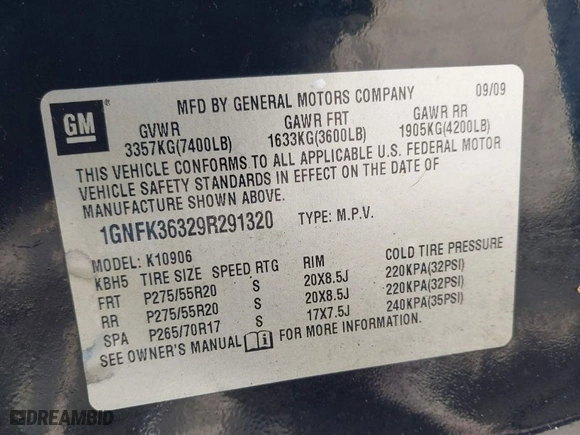 GM
MFD BY GENERAL MOTORS COMPANY 09/09
GVWR GAWR FRT GAWR RR
3357KG(7400LB) 1633KG(3600LB) 1905KG(4200LB)
THIS VEHICLE CONFORMS TO ALL APPLICABLE U.S. FEDERAL MOTOR
VEHICLE SAFETY STANDARDS IN EFFECT ON THE DATE OF
MANUFACTURE SHOWN ABOVE.
1GNFK36329R291320 TYPE: M.P.V.
MODEL: K10906
KBH5 TIRE SIZE SPEED RTG RIM COLD TIRE PRESSURE
FRT P275/55R20 S 20X8.5J 220KPA(32PSI)
RR P275/55R20 S 20X8.5J 220KPA(32PSI)
SPA P265/70R17 S 17X7.5J 240KPA(35PSI)
SEE OWNER'S MANUAL FOR MORE INFORMATION.
DREAMBID